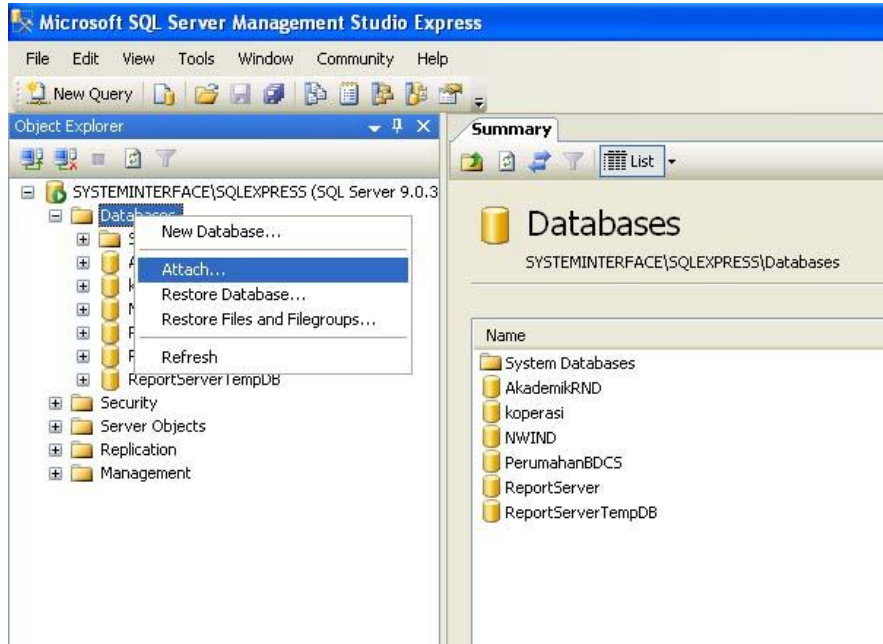 Microsoft SQL Server Management Studio Express
File Edit View Tools Window Community Help
New Query
Object Explorer
SYSTEMINTERFACE\SQLEXPRESS (SQL Server 9.0.3
Databases
New Database...
Attach...
Restore Database...
Restore Files and Filegroups...
Refresh
ReportServerTempDB
Security
Server Objects
Replication
Management
Summary
List
Databases
SYSTEMINTERFACE\SQLEXPRESS\Databases
Name
System Databases
AkademikRND
koperasi
NWIND
PerumahanBDCS
ReportServer
ReportServerTempDB